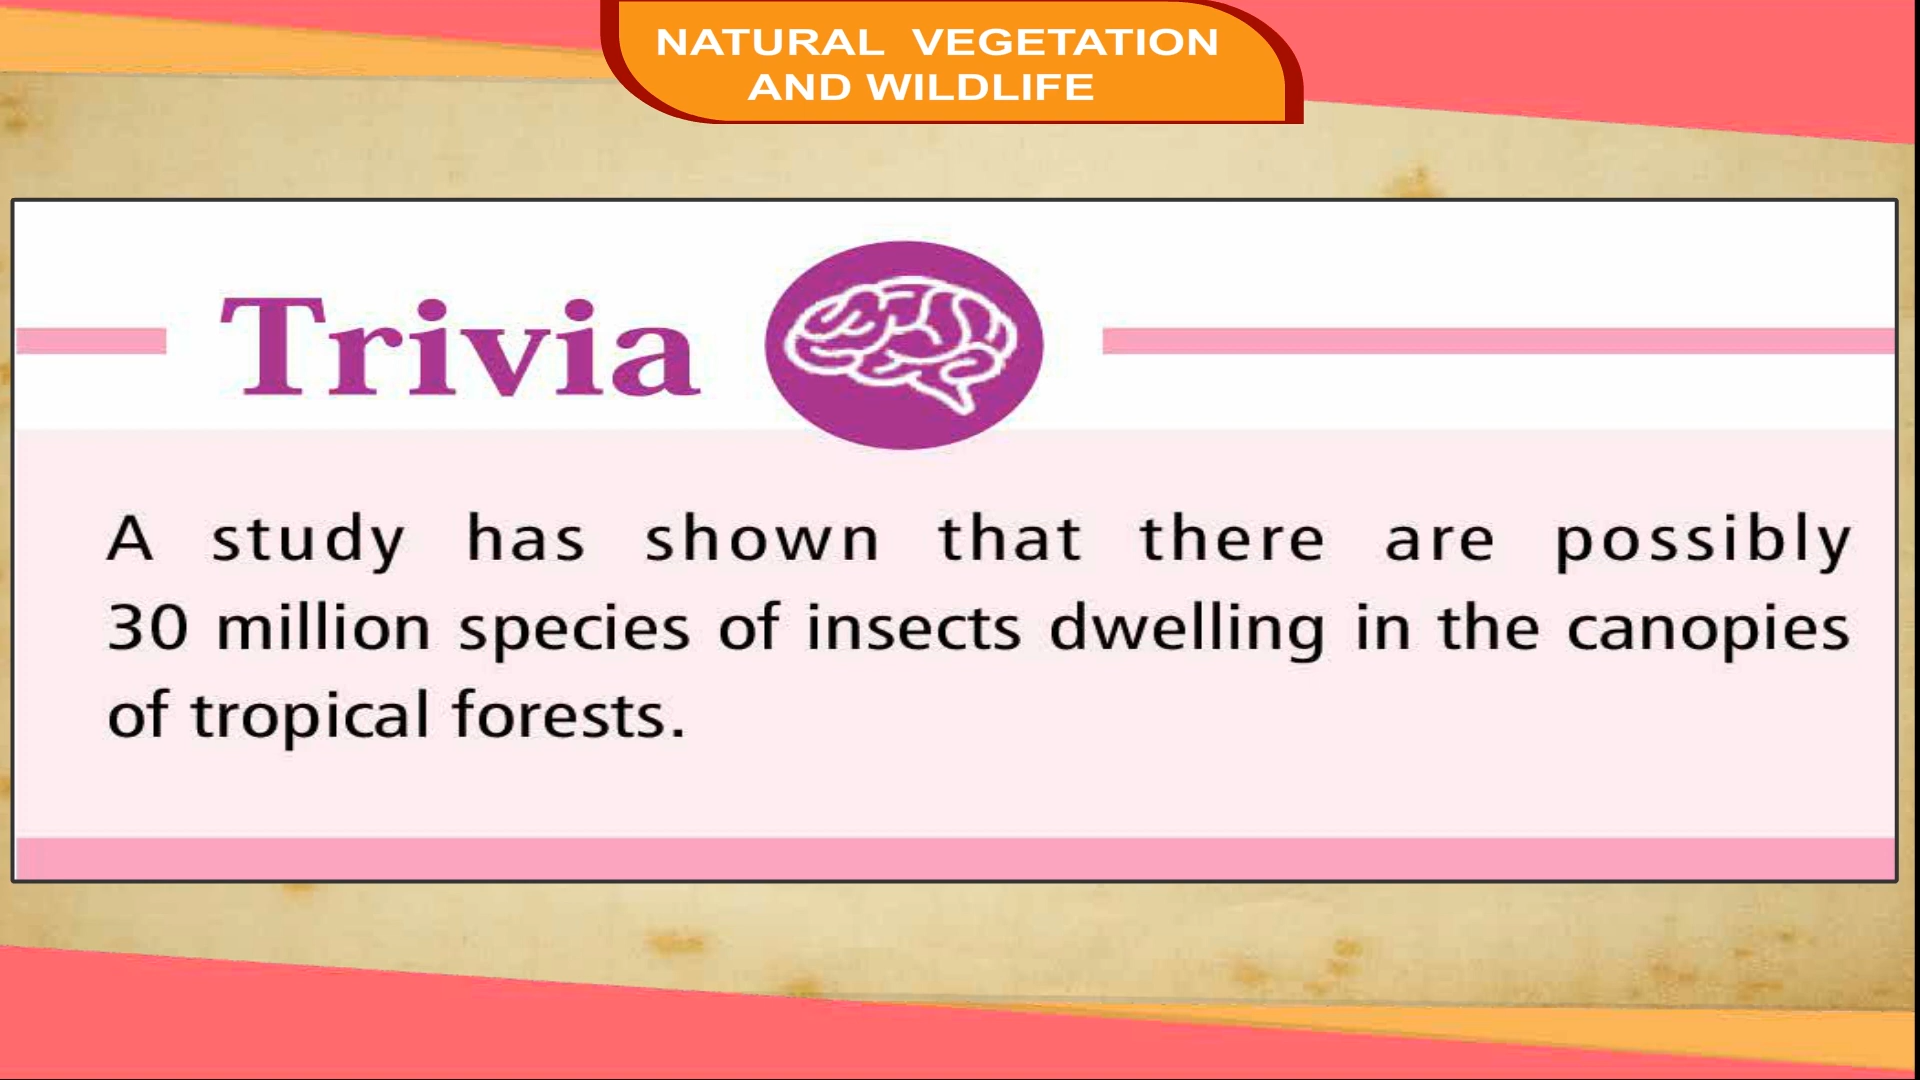 NATURAL VEGETATION
AND WILDLIFE
Trivia
A study has shown that there are possibly
30 million species of insects dwelling in the canopies
of tropical forests.